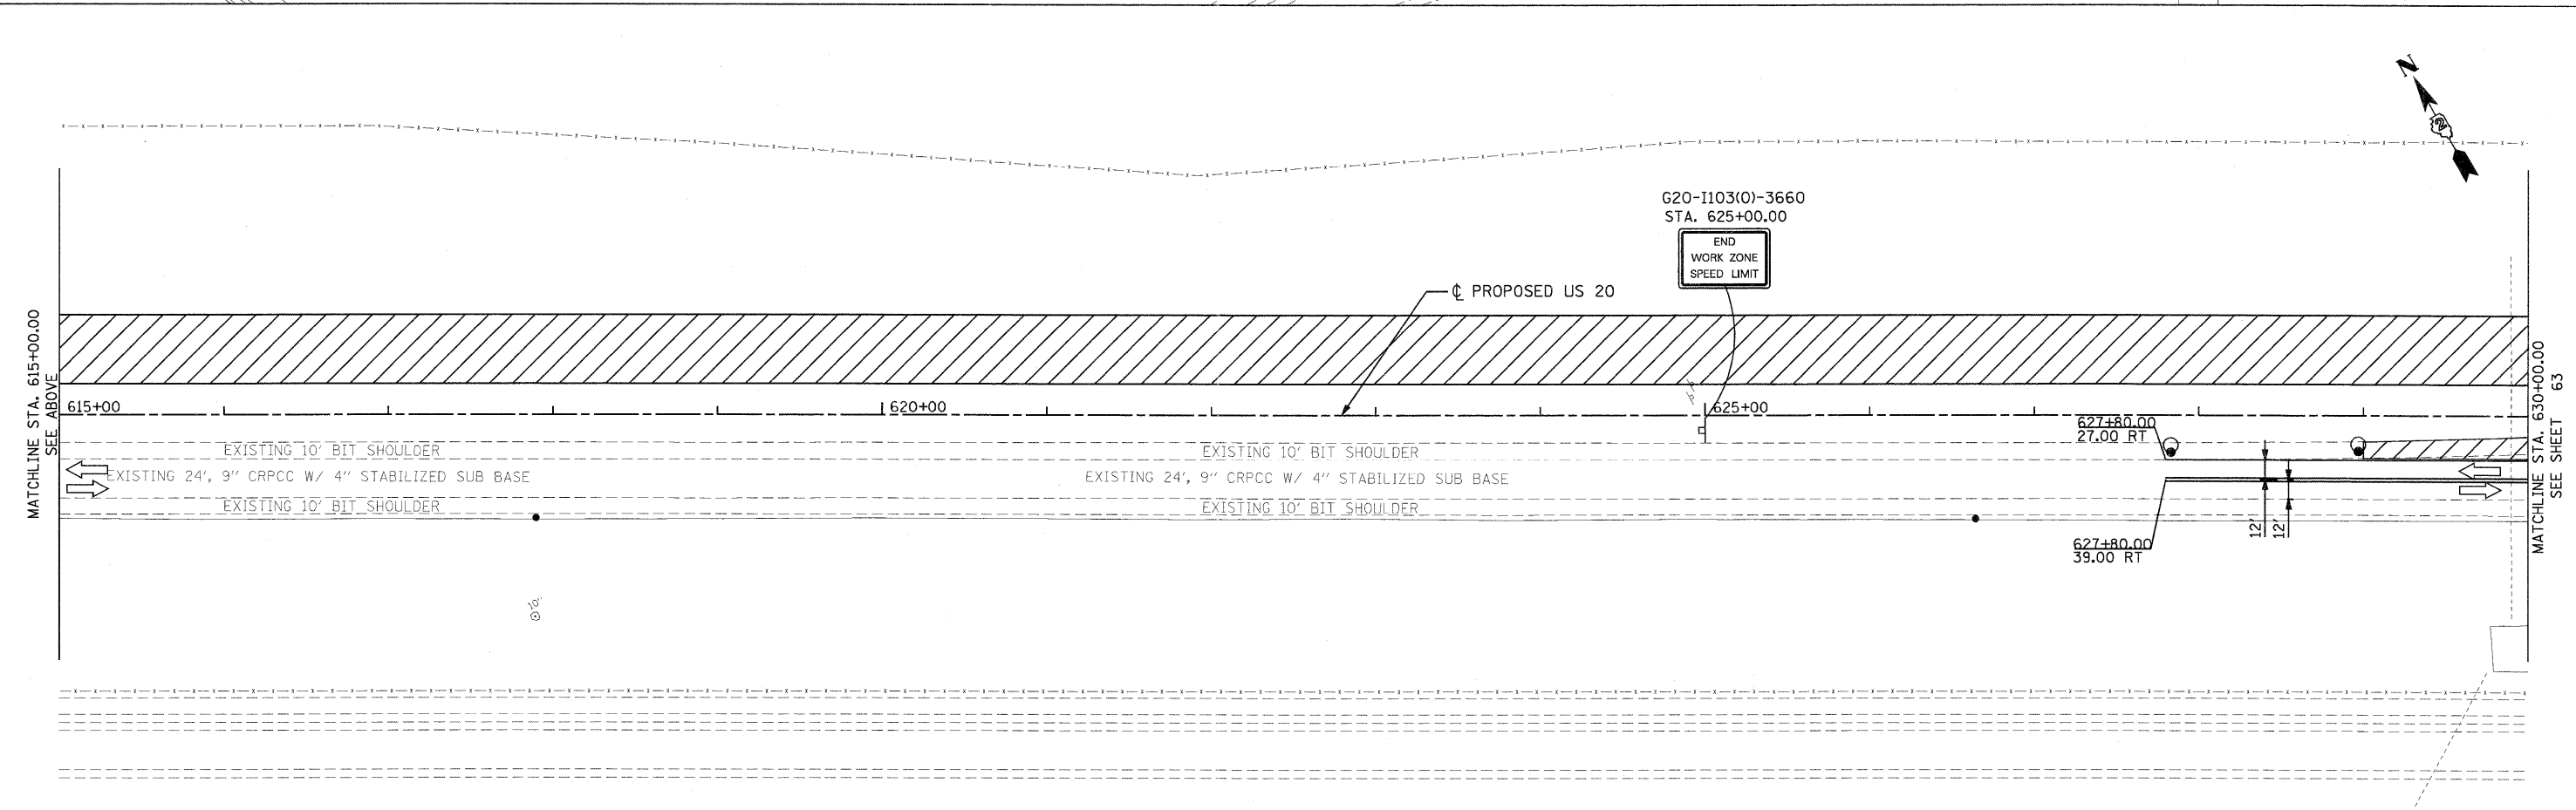 N
2
G20-I103(0)-3660
STA. 625+00.00
END
WORK ZONE
SPEED LIMIT
℄ PROPOSED US 20
MATCHLINE STA. 615+00.00
SEE ABOVE
615+00
620+00
625+00
627+80.00
27.00 RT
EXISTING 10' BIT SHOULDER
EXISTING 10' BIT SHOULDER
EXISTING 24', 9" CRPCC W/ 4" STABILIZED SUB BASE
EXISTING 24', 9" CRPCC W/ 4" STABILIZED SUB BASE
EXISTING 10' BIT SHOULDER
EXISTING 10' BIT SHOULDER
12'
12'
627+80.00
39.00 RT
10"
MATCHLINE STA. 630+00.00
SEE SHEET 63